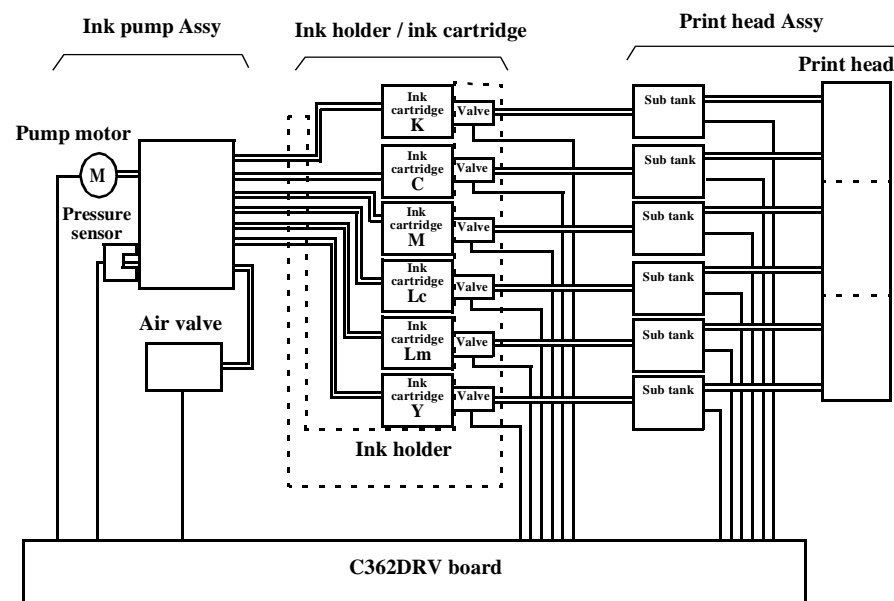 Ink pump Assy
Ink holder / ink cartridge
Print head Assy
Print head
Pump motor
M
Pressure
sensor
Air valve
Ink
cartridge
K
Valve
Sub tank
Ink
cartridge
C
Valve
Sub tank
Ink
cartridge
M
Valve
Sub tank
Ink
cartridge
Lc
Valve
Sub tank
Ink
cartridge
Lm
Valve
Sub tank
Ink
cartridge
Y
Valve
Sub tank
Ink holder
C362DRV board